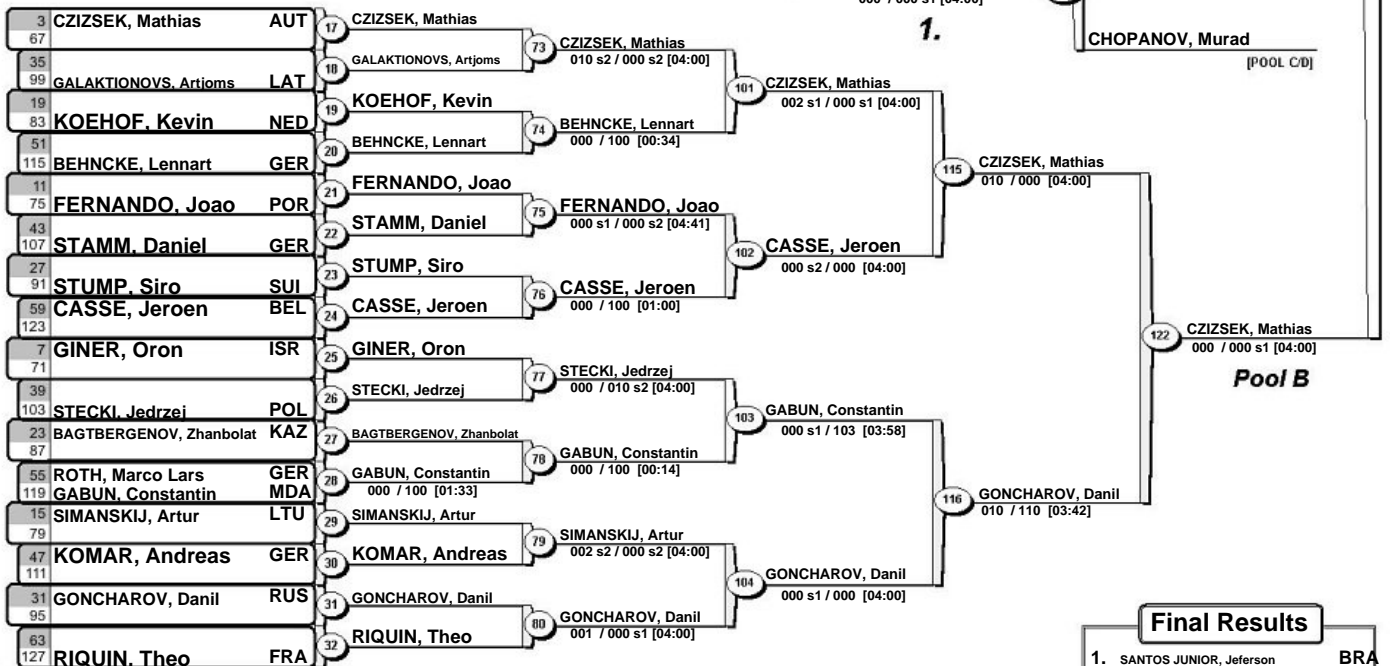 000 / 000 s1 [04:00]
1.
CHOPANOV, Murad
[POOL C/D]
3 CZIZSEK, Mathias AUT
67
35
99 GALAKTIONOVS, Artjoms LAT
19
83 KOEHOF, Kevin NED
51
115 BEHNCKE, Lennart GER
11
75 FERNANDO, Joao POR
43
107 STAMM, Daniel GER
27
91 STUMP, Siro SUI
59 CASSE, Jeroen BEL
123
7 GINER, Oron ISR
71
39
103 STECKI, Jedrzej POL
23 BAGTBERGENOV, Zhanbolat KAZ
87
55 ROTH, Marco Lars GER
119 GABUN, Constantin MDA
15 SIMANSKIJ, Artur LTU
79
47 KOMAR, Andreas GER
111
31 GONCHAROV, Danil RUS
95
63
127 RIQUIN, Theo FRA
17 CZIZSEK, Mathias
18 GALAKTIONOVS, Artjoms
19 KOEHOF, Kevin
20 BEHNCKE, Lennart
21 FERNANDO, Joao
22 STAMM, Daniel
23 STUMP, Siro
24 CASSE, Jeroen
25 GINER, Oron
26 STECKI, Jedrzej
27 BAGTBERGENOV, Zhanbolat
28 GABUN, Constantin
000 / 100 [01:33]
29 SIMANSKIJ, Artur
30 KOMAR, Andreas
31 GONCHAROV, Danil
32 RIQUIN, Theo
73 CZIZSEK, Mathias
010 s2 / 000 s2 [04:00]
74 BEHNCKE, Lennart
000 / 100 [00:34]
75 FERNANDO, Joao
000 s1 / 000 s2 [04:41]
76 CASSE, Jeroen
000 / 100 [01:00]
77 STECKI, Jedrzej
000 / 010 s2 [04:00]
78 GABUN, Constantin
000 / 100 [00:14]
79 SIMANSKIJ, Artur
002 s2 / 000 s2 [04:00]
80 GONCHAROV, Danil
001 / 000 s1 [04:00]
101 CZIZSEK, Mathias
002 s1 / 000 s1 [04:00]
102 CASSE, Jeroen
000 s2 / 000 [04:00]
103 GABUN, Constantin
000 s1 / 103 [03:58]
104 GONCHAROV, Danil
000 s1 / 000 [04:00]
115 CZIZSEK, Mathias
010 / 000 [04:00]
116 GONCHAROV, Danil
010 / 110 [03:42]
122 CZIZSEK, Mathias
000 / 000 s1 [04:00]
Pool B
Final Results
1. SANTOS JUNIOR, Jeferson BRA